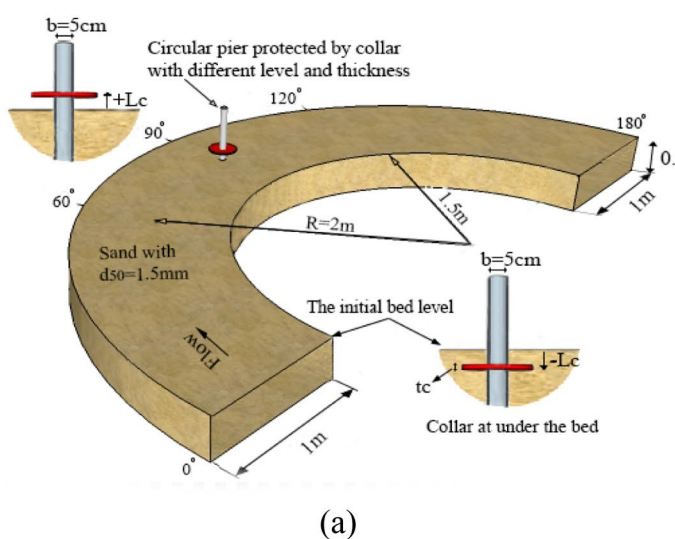 b=5cm
Circular pier protected by collar
with different level and thickness
+Lc
120°
90°
180°
0.
60°
1.5m
1m
R=2m
Sand with
d50=1.5mm
b=5cm
The initial bed level
Flow
-Lc
tc
Collar at under the bed
1m
0°
(a)